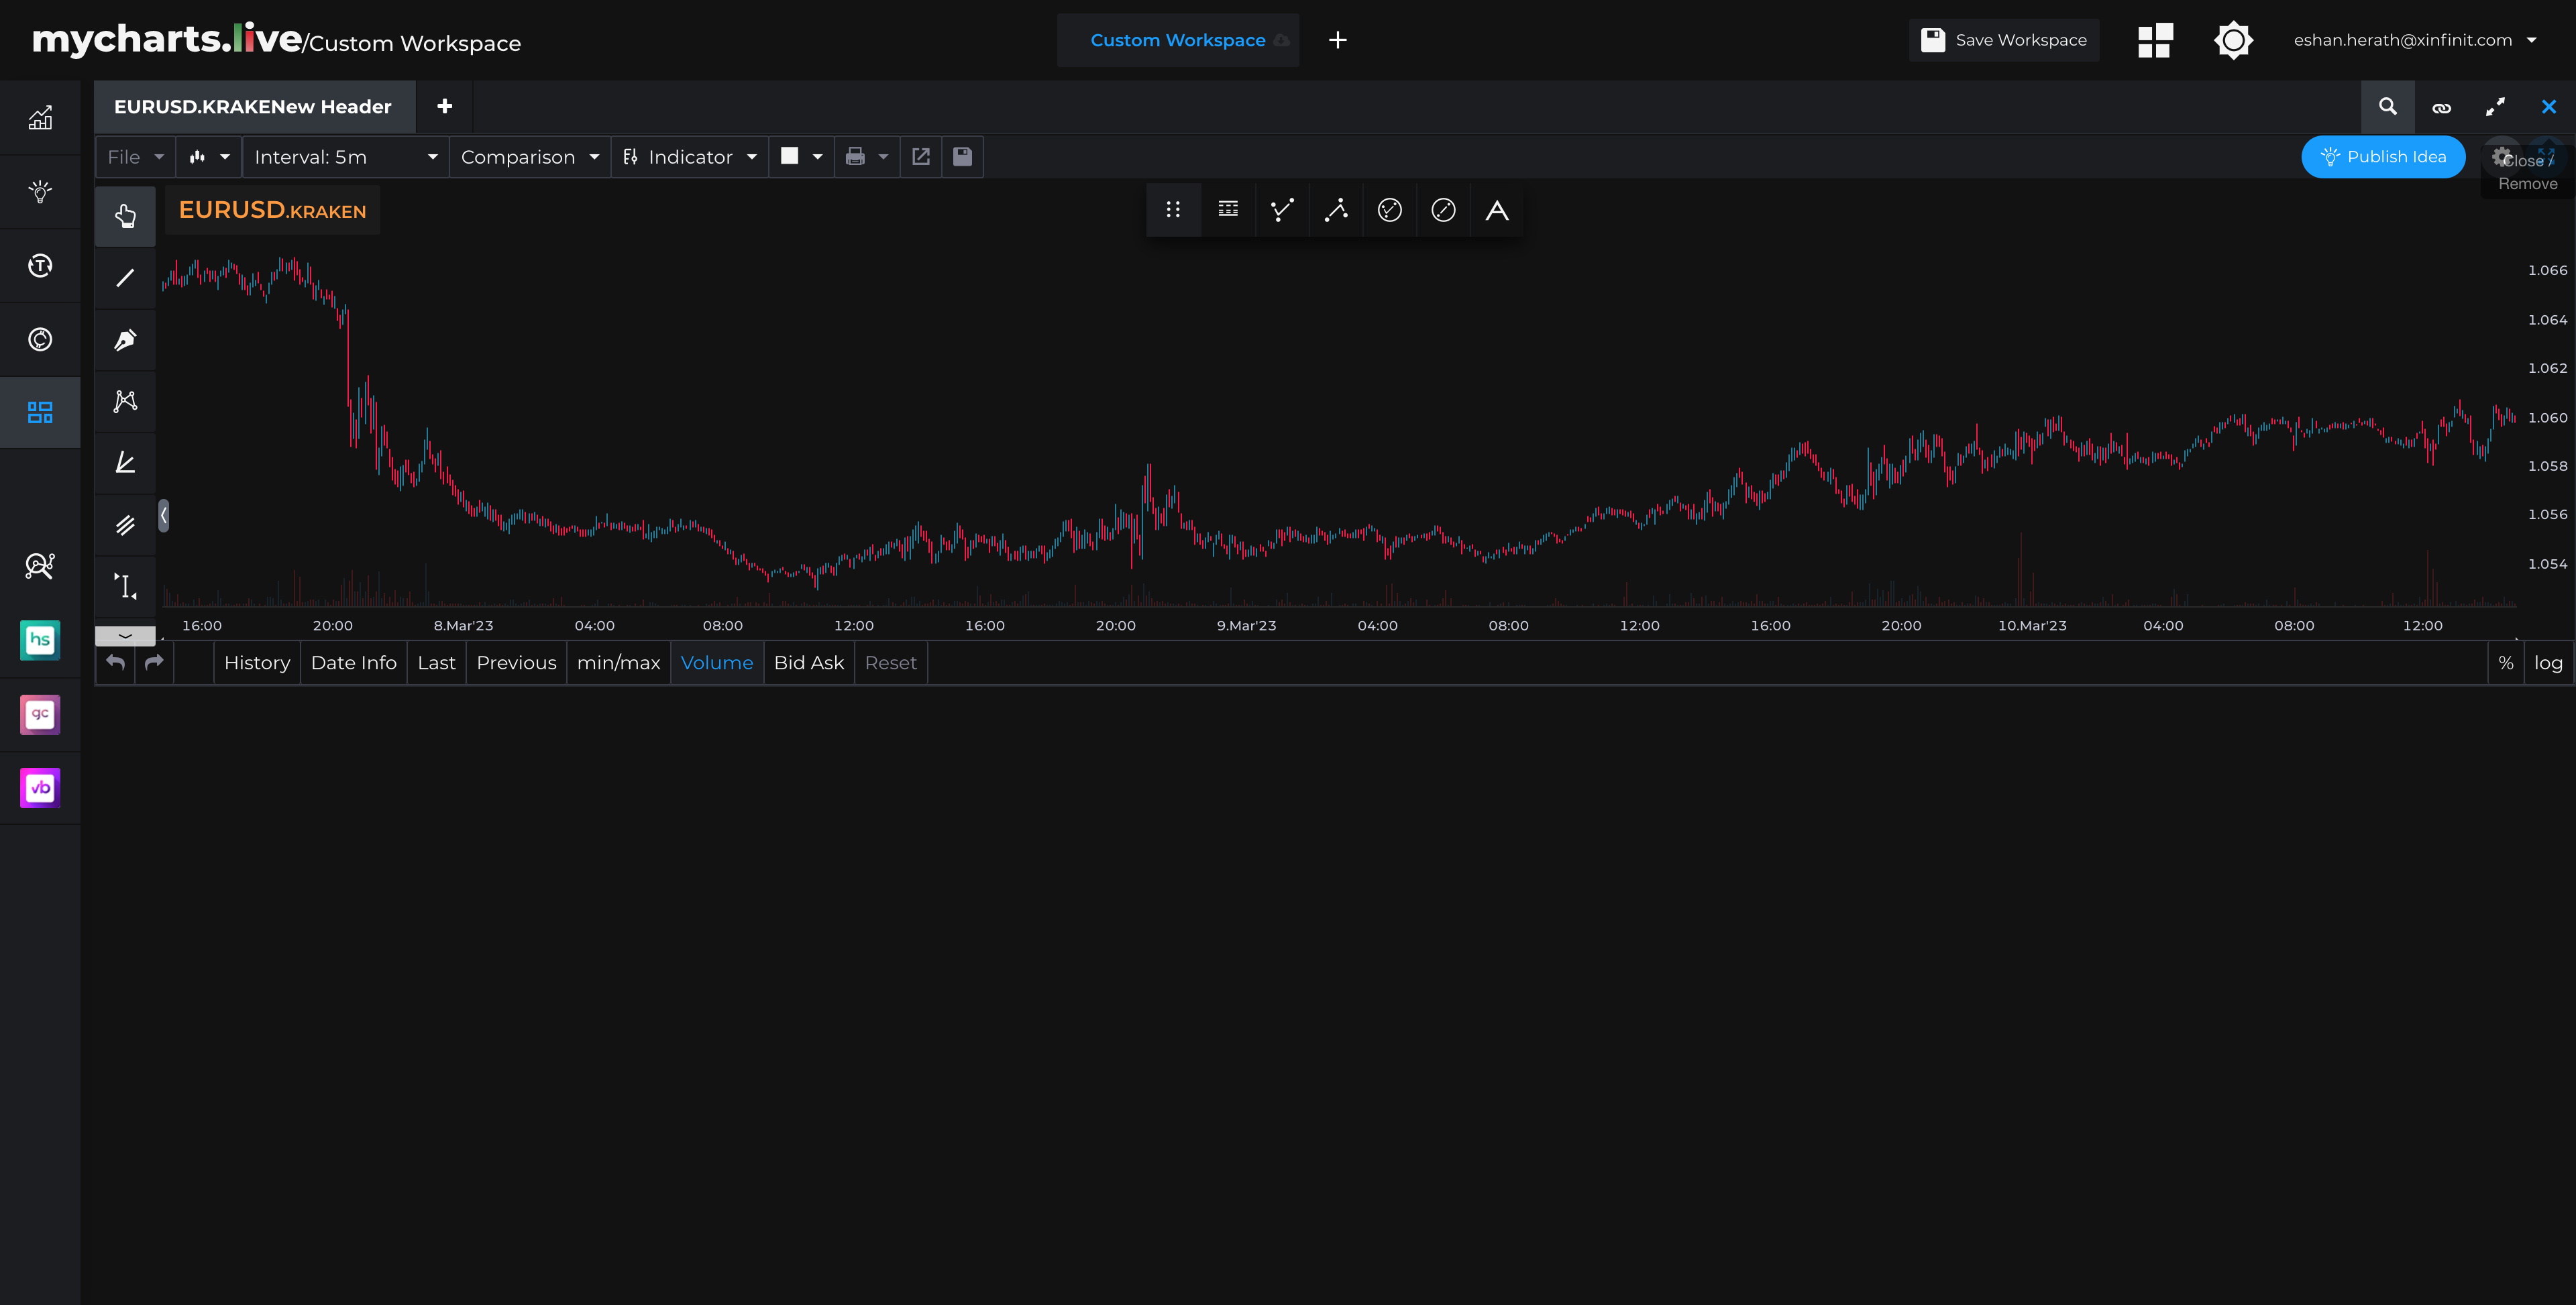 mycharts.live/Custom Workspace
Custom Workspace
+
Save Workspace
eshan.herath@xinfinit.com
EURUSD.KRAKENew Header
+
File
Interval: 5m
Comparison
Indicator
Publish Idea
Close /
Remove
EURUSD.KRAKEN
A
1.066
1.064
1.062
1.060
1.058
1.056
1.054
16:00 20:00 8.Mar'23 04:00 08:00 12:00 16:00 20:00 9.Mar'23 04:00 08:00 12:00 16:00 20:00 10.Mar'23 04:00 08:00 12:00
History Date Info Last Previous min/max Volume Bid Ask Reset % log
hs
gc
vb